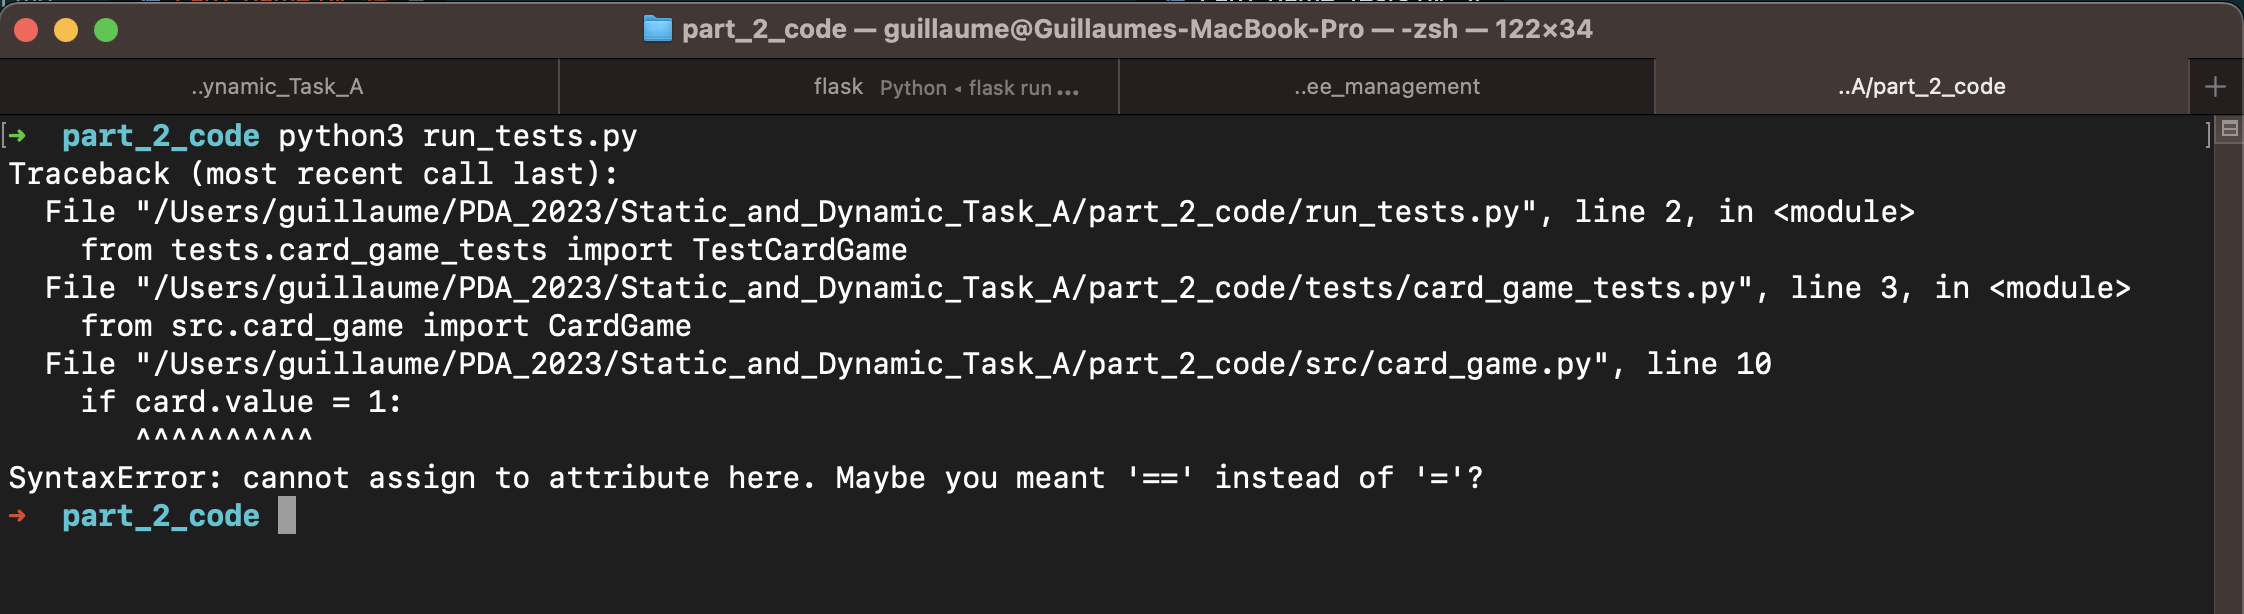 part_2_code — guillaume@Guillaumes-MacBook-Pro — -zsh — 122×34
..ynamic_Task_A
flask Python ◂ flask run ...
..ee_management
..A/part_2_code
+
[➜ part_2_code python3 run_tests.py ]
Traceback (most recent call last):
  File "/Users/guillaume/PDA_2023/Static_and_Dynamic_Task_A/part_2_code/run_tests.py", line 2, in <module>
    from tests.card_game_tests import TestCardGame
  File "/Users/guillaume/PDA_2023/Static_and_Dynamic_Task_A/part_2_code/tests/card_game_tests.py", line 3, in <module>
    from src.card_game import CardGame
  File "/Users/guillaume/PDA_2023/Static_and_Dynamic_Task_A/part_2_code/src/card_game.py", line 10
    if card.value = 1:
       ^^^^^^^^^^
SyntaxError: cannot assign to attribute here. Maybe you meant '==' instead of '='?
➜ part_2_code